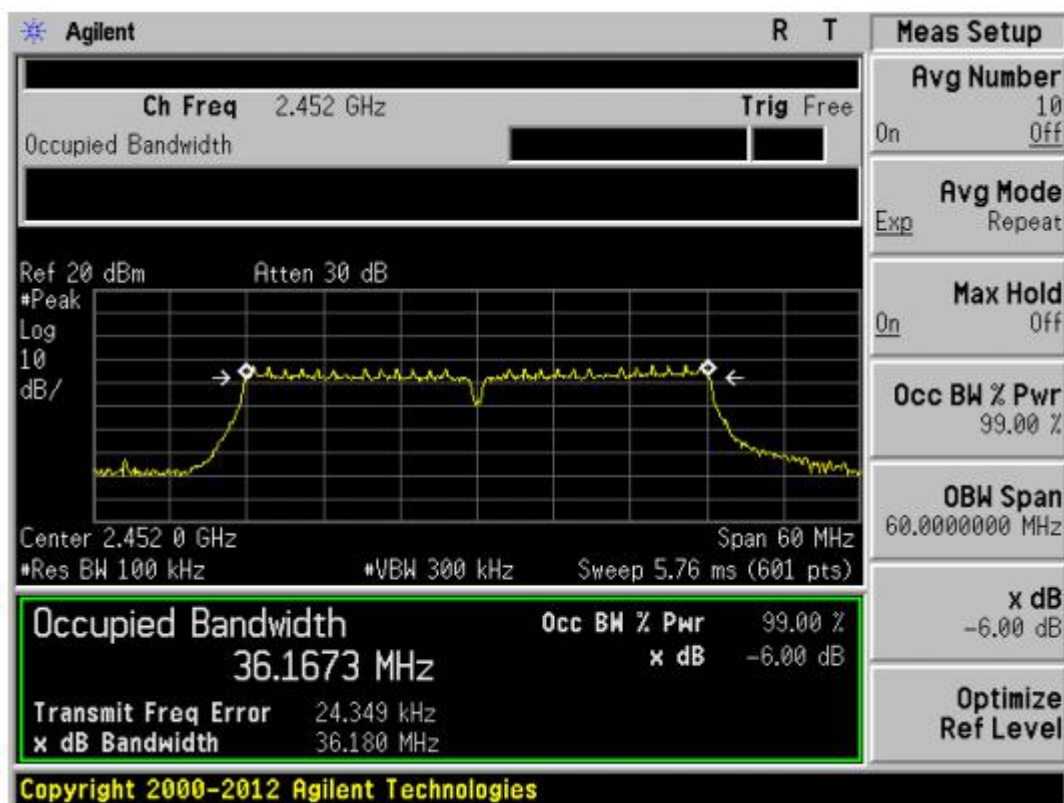 Agilent R T
Ch Freq 2.452 GHz Trig Free
Occupied Bandwidth
Ref 20 dBm Atten 30 dB
#Peak
Log
10
dB/
Center 2.452 0 GHz Span 60 MHz
#Res BW 100 kHz #VBW 300 kHz Sweep 5.76 ms (601 pts)
Occupied Bandwidth
36.1673 MHz
Occ BW % Pwr 99.00 %
x dB -6.00 dB
Transmit Freq Error 24.349 kHz
x dB Bandwidth 36.180 MHz
Copyright 2000-2012 Agilent Technologies
Meas Setup
Avg Number
10
On Off
Avg Mode
Exp Repeat
Max Hold
On Off
Occ BW % Pwr
99.00 %
OBW Span
60.0000000 MHz
x dB
-6.00 dB
Optimize
Ref Level